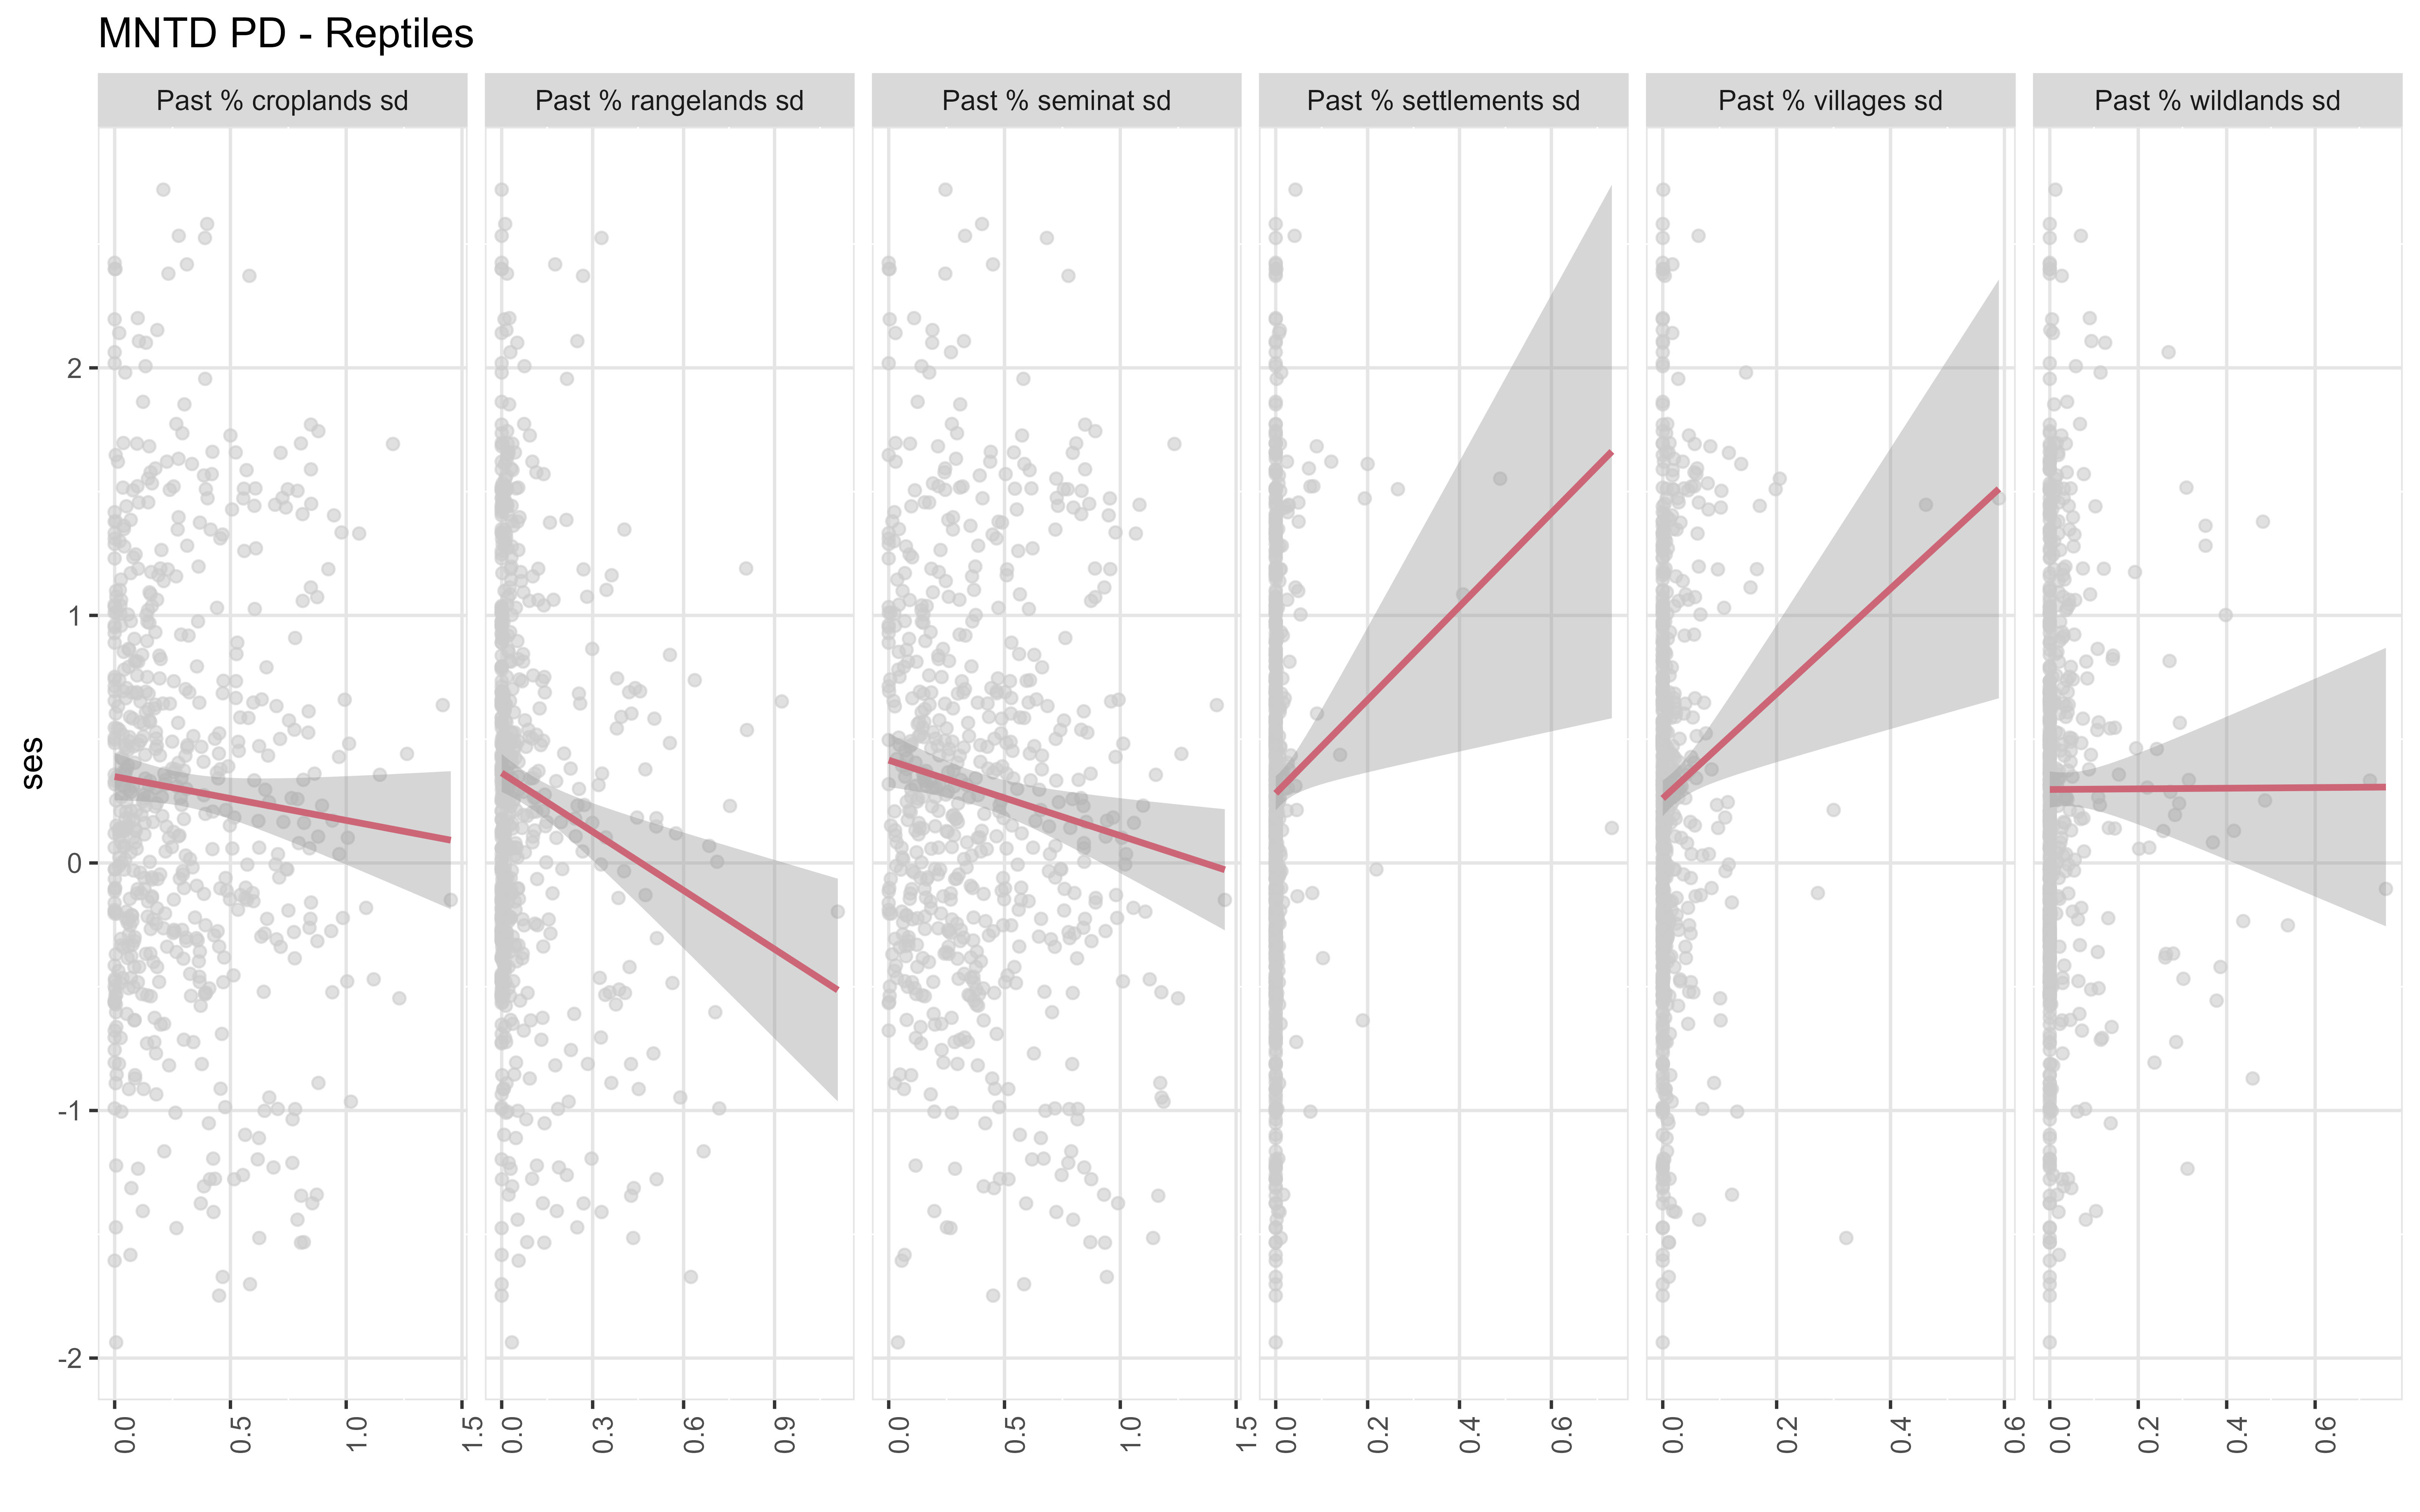 MNTD PD - Reptiles
Past % croplands sd
Past % rangelands sd
Past % seminat sd
Past % settlements sd
Past % villages sd
Past % wildlands sd
ses
2
1
0
-1
-2
0.0 0.5 1.0 1.5
0.0 0.3 0.6 0.9
0.0 0.5 1.0 1.5
0.0 0.2 0.4 0.6
0.0 0.2 0.4 0.6
0.0 0.2 0.4 0.6